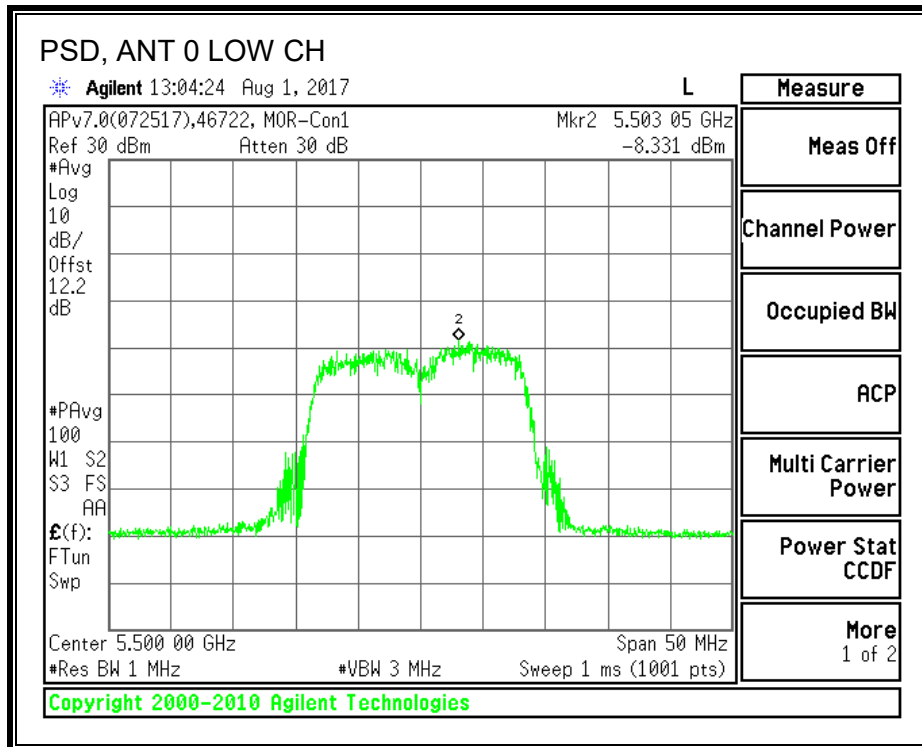 PSD, ANT 0 LOW CH
Agilent 13:04:24 Aug 1, 2017 L
Measure
APv7.0(072517),46722, MOR-Con1 Mkr2 5.503 05 GHz
Ref 30 dBm Atten 30 dB -8.331 dBm
#Avg
Log
10
dB/
Offst
12.2
dB
2
#PAvg
100
W1 S2
S3 FS
AA
£(f):
FTun
Swp
Center 5.500 00 GHz Span 50 MHz
#Res BW 1 MHz #VBW 3 MHz Sweep 1 ms (1001 pts)
Meas Off
Channel Power
Occupied BW
ACP
Multi Carrier
Power
Power Stat
CCDF
More
1 of 2
Copyright 2000-2010 Agilent Technologies